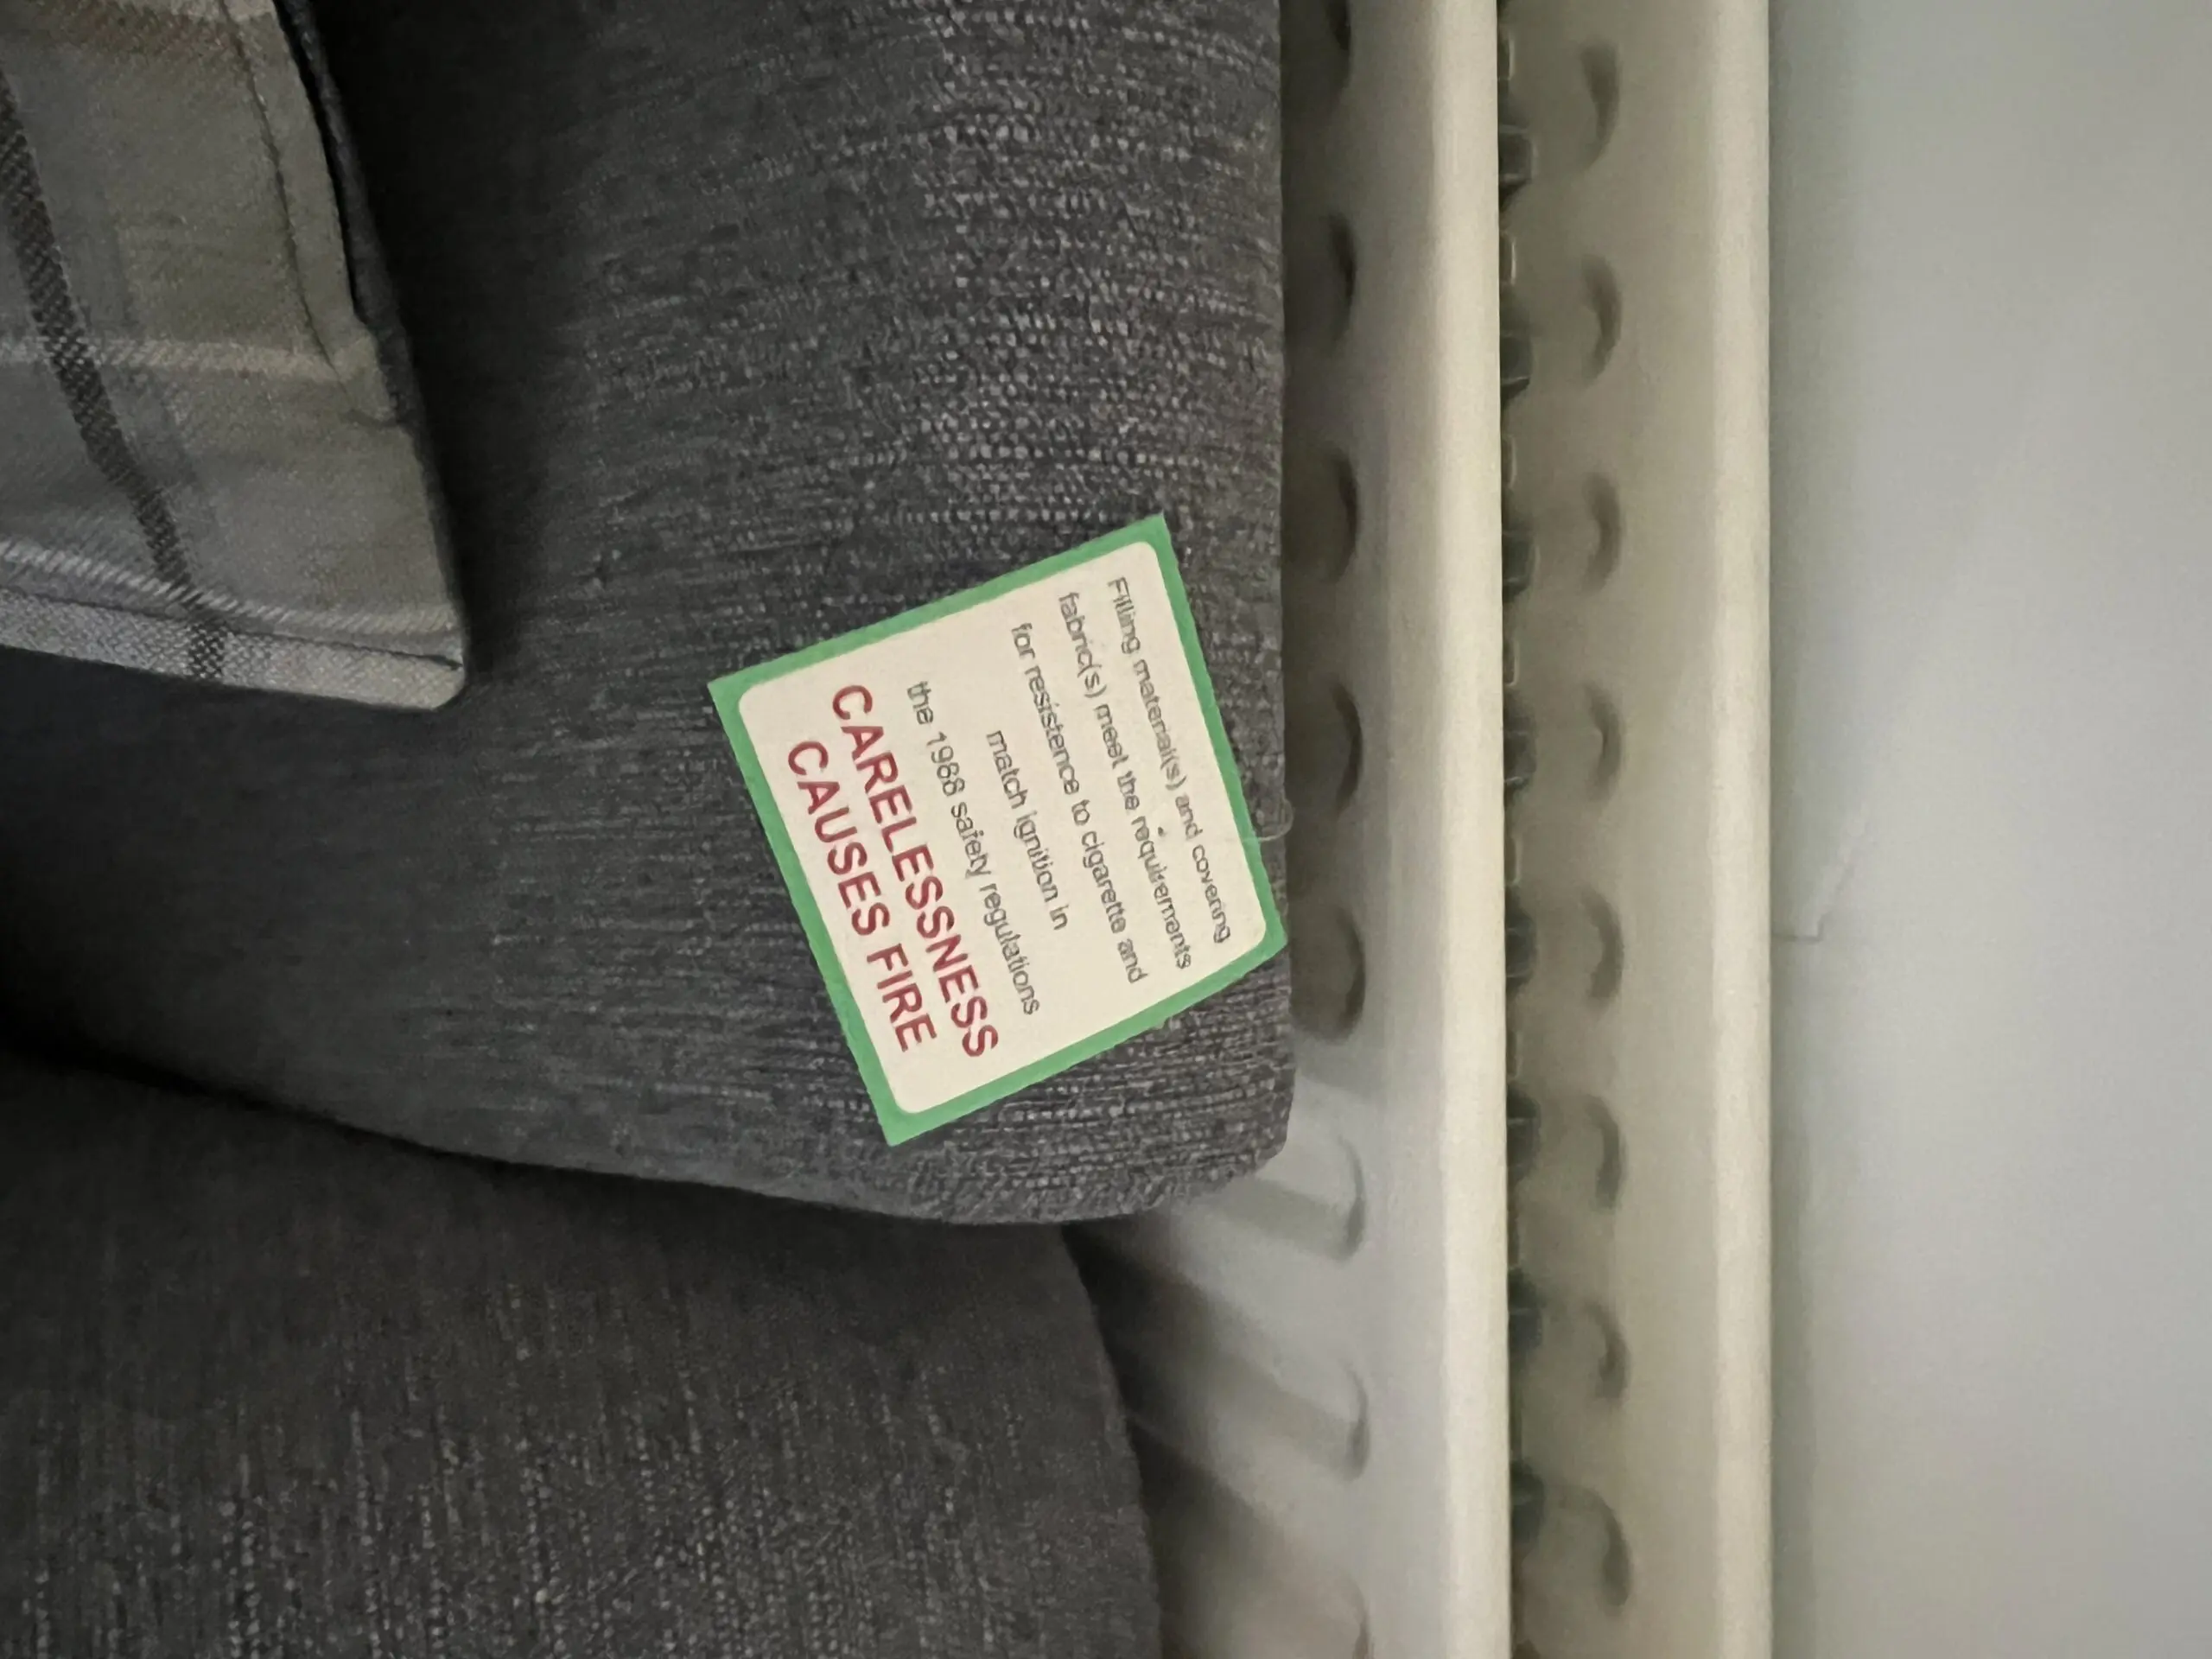 Filling material(s) and covering
fabric(s) meet the requirements
for resistence to cigarette and
match ignition in
the 1988 safety regulations
CARELESSNESS
CAUSES FIRE